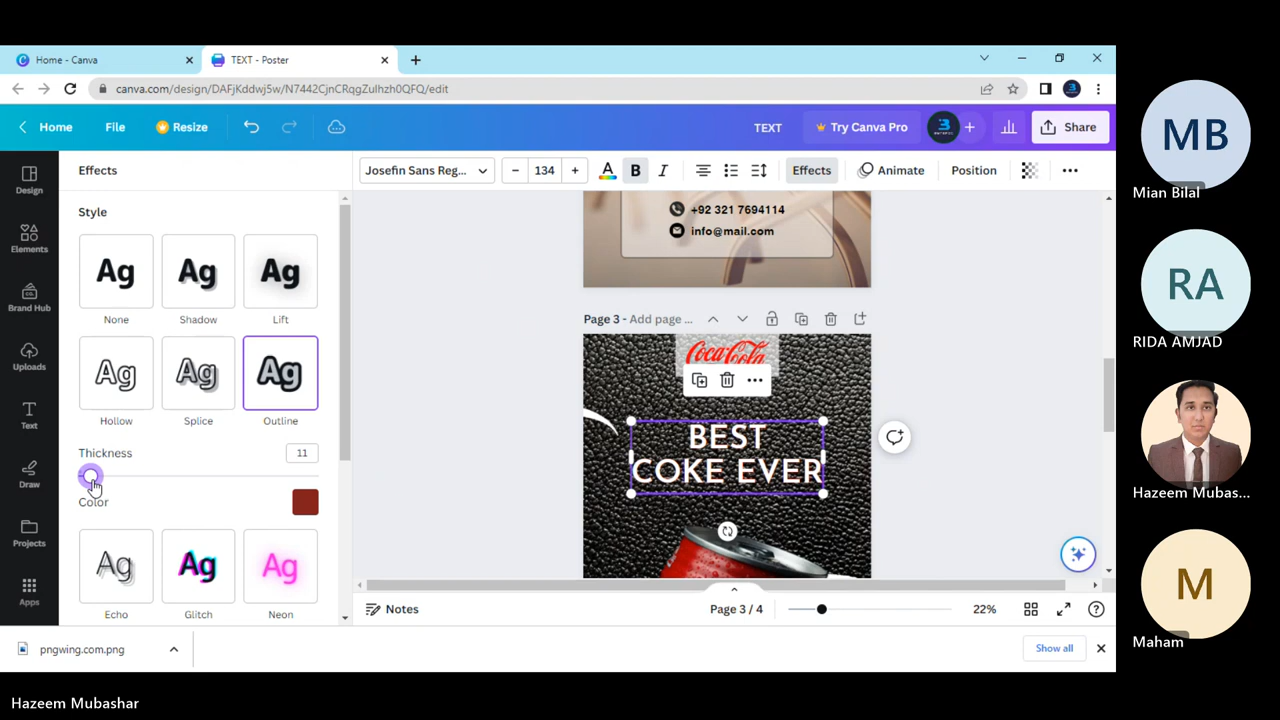 Home - Canva
TEXT - Poster
canva.com/design/DAFjKddwj5w/N7442CjnCRqgZulhzh0QFQ/edit
Home
File
Resize
TEXT
Try Canva Pro
Share
Effects
Josefin Sans Reg...
134
A
B
I
Effects
Animate
Position
Design
Elements
Brand Hub
Uploads
Text
Draw
Projects
Apps
Style
Ag
Ag
Ag
None
Shadow
Lift
Ag
Ag
Ag
Hollow
Splice
Outline
Thickness
11
Color
Ag
Ag
Ag
Echo
Glitch
Neon
+92 321 7694114
info@mail.com
Page 3 - Add page ...
Coca-Cola
BEST
COKE EVER
Notes
Page 3 / 4
22%
pngwing.com.png
Show all
MB
Mian Bilal
RA
RIDA AMJAD
Hazeem Mubas...
M
Maham
Hazeem Mubashar